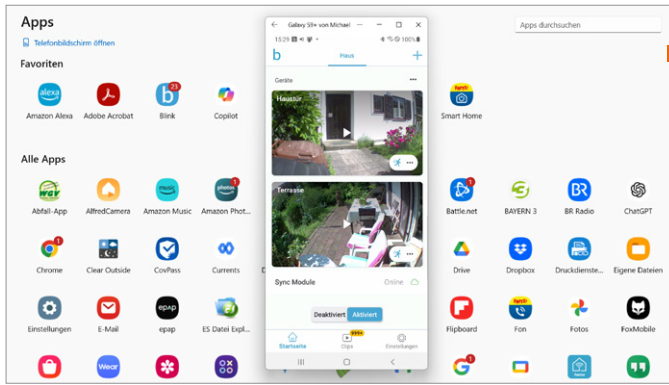 Apps
Telefonbildschirm öffnen
Favoriten
Amazon Alexa
Adobe Acrobat
23
Blink
Copilot
Smart Home
Alle Apps
Abfall-App
AlfredCamera
Amazon Music
Amazon Phot...
Battle.net
BAYERN 3
BR Radio
ChatGPT
Chrome
Clear Outside
CovPass
Currents
Drive
Dropbox
Druckdienste...
Eigene Dateien
Einstellungen
E-Mail
epap
ES Datei Expl...
Flipboard
Fon
Fotos
FoxMobile
Apps durchsuchen
Galaxy S9+ von Michael
15:29
100%
b
Haus
Geräte
Haustür
Terrasse
Sync Module
Online
Deaktiviert
Aktiviert
Startseite
999+
Clips
Einstellungen